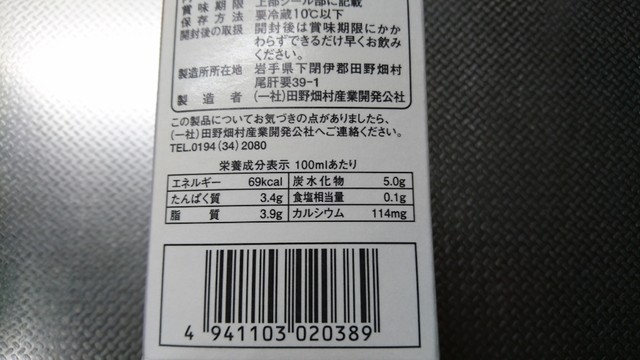 賞味期限 上部シール部に記載
保存方法 要冷蔵10℃以下
開封後の取扱 開封後は賞味期限にかか
わらずできるだけ早くお飲み
ください。
製造所所在地 岩手県下閉伊郡田野畑村
尾肝要39-1
製造者 (一社)田野畑村産業開発公社
この製品についてお気づきの点がありましたら、
(一社)田野畑村産業開発公社へご連絡ください。
TEL.0194(34)2080
栄養成分表示 100mlあたり
エネルギー 69kcal 炭水化物 5.0g
たんぱく質 3.4g 食塩相当量 0.1g
脂質 3.9g カルシウム 114mg
4 941103 020389